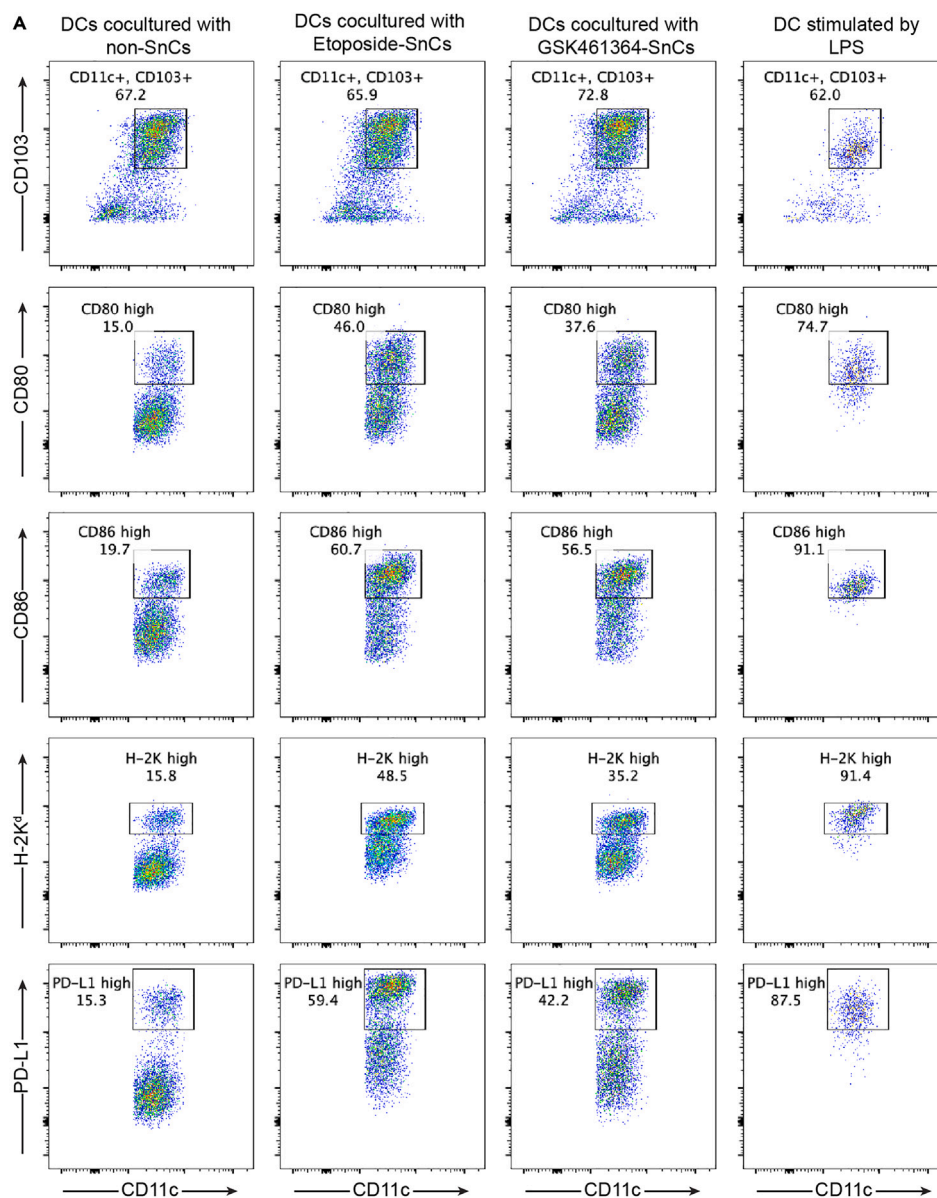 A
DCs cocultured with
non-SnCs
DCs cocultured with
Etoposide-SnCs
DCs cocultured with
GSK461364-SnCs
DC stimulated by
LPS
CD103
CD11c+, CD103+
67.2
CD11c+, CD103+
65.9
CD11c+, CD103+
72.8
CD11c+, CD103+
62.0
CD80
CD80 high
15.0
CD80 high
46.0
CD80 high
37.6
CD80 high
74.7
CD86
CD86 high
19.7
CD86 high
60.7
CD86 high
56.5
CD86 high
91.1
H-2Kᵈ
H-2K high
15.8
H-2K high
48.5
H-2K high
35.2
H-2K high
91.4
PD-L1
PD-L1 high
15.3
PD-L1 high
59.4
PD-L1 high
42.2
PD-L1 high
87.5
CD11c
CD11c
CD11c
CD11c